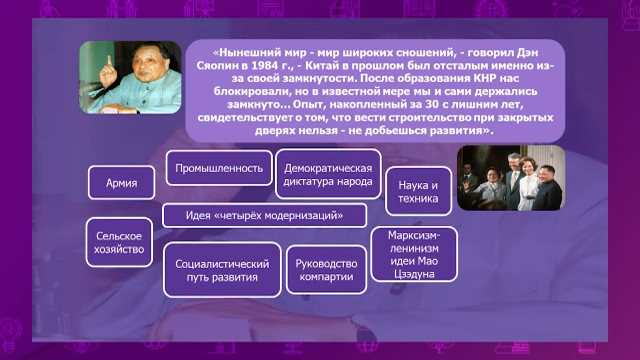 «Нынешний мир - мир широких сношений, - говорил Дэн
Сяопин в 1984 г., - Китай в прошлом был отсталым именно из-
за своей замкнутости. После образования КНР нас
блокировали, но в известной мере мы и сами держались
замкнуто... Опыт, накопленный за 30 с лишним лет,
свидетельствует о том, что вести строительство при закрытых
дверях нельзя - не добьешься развития».
Армия
Промышленность
Демократическая
диктатура народа
Наука и
техника
Идея «четырёх модернизаций»
Сельское
хозяйство
Социалистический
путь развития
Руководство
компартии
Марксизм-
ленинизм
идеи Мао
Цзэдуна